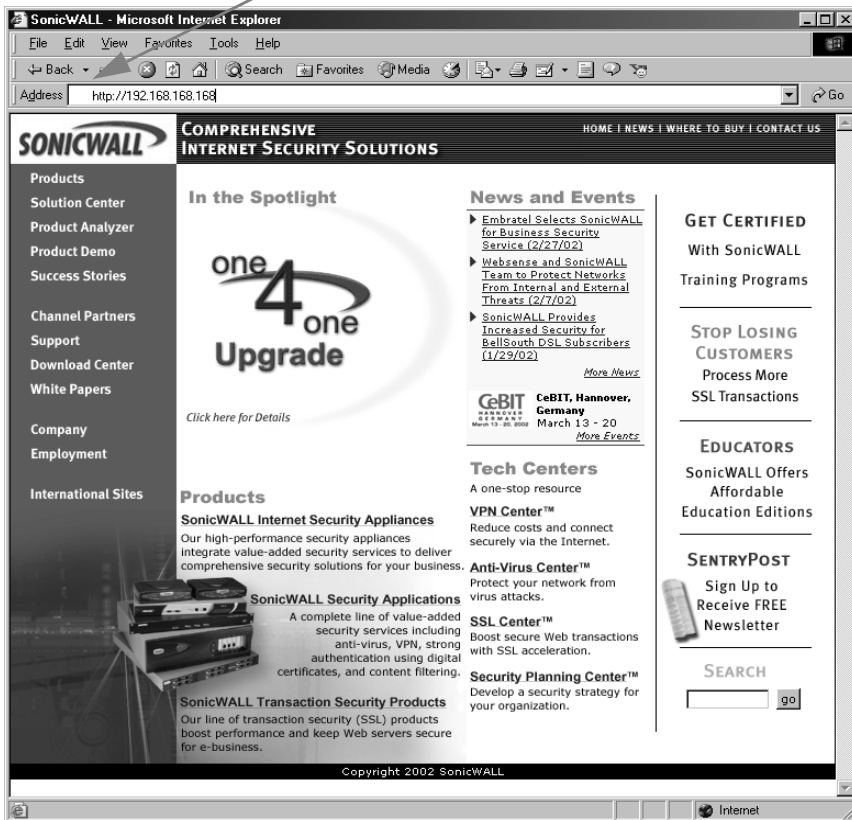 SonicWALL - Microsoft Internet Explorer
File Edit View Favorites Tools Help
Back Search Favorites Media
Address http://192.168.168.168 Go
SONICWALL
COMPREHENSIVE
INTERNET SECURITY SOLUTIONS
HOME | NEWS | WHERE TO BUY | CONTACT US
Products
Solution Center
Product Analyzer
Product Demo
Success Stories
Channel Partners
Support
Download Center
White Papers
Company
Employment
International Sites
In the Spotlight
one
4
one
Upgrade
Click here for Details
News and Events
Embratel Selects SonicWALL
for Business Security
Service (2/27/02)
Websense and SonicWALL
Team to Protect Networks
From Internal and External
Threats (2/7/02)
SonicWALL Provides
Increased Security for
BellSouth DSL Subscribers
(1/29/02)
More News
CeBIT
HANNOVER
GERMANY
March 13 - 20, 2002
CeBIT, Hannover,
Germany
March 13 - 20
More Events
Products
SonicWALL Internet Security Appliances
Our high-performance security appliances
integrate value-added security services to deliver
comprehensive security solutions for your business.
SonicWALL Security Applications
A complete line of value-added
security services including
anti-virus, VPN, strong
authentication using digital
certificates, and content filtering.
SonicWALL Transaction Security Products
Our line of transaction security (SSL) products
boost performance and keep Web servers secure
for e-business.
Tech Centers
A one-stop resource
VPN Center™
Reduce costs and connect
securely via the Internet.
Anti-Virus Center™
Protect your network from
virus attacks.
SSL Center™
Boost secure Web transactions
with SSL acceleration.
Security Planning Center™
Develop a security strategy for
your organization.
GET CERTIFIED
With SonicWALL
Training Programs
STOP LOSING
CUSTOMERS
Process More
SSL Transactions
EDUCATORS
SonicWALL Offers
Affordable
Education Editions
SENTRYPOST
Sign Up to
Receive FREE
Newsletter
SEARCH
go
Copyright 2002 SonicWALL
Internet